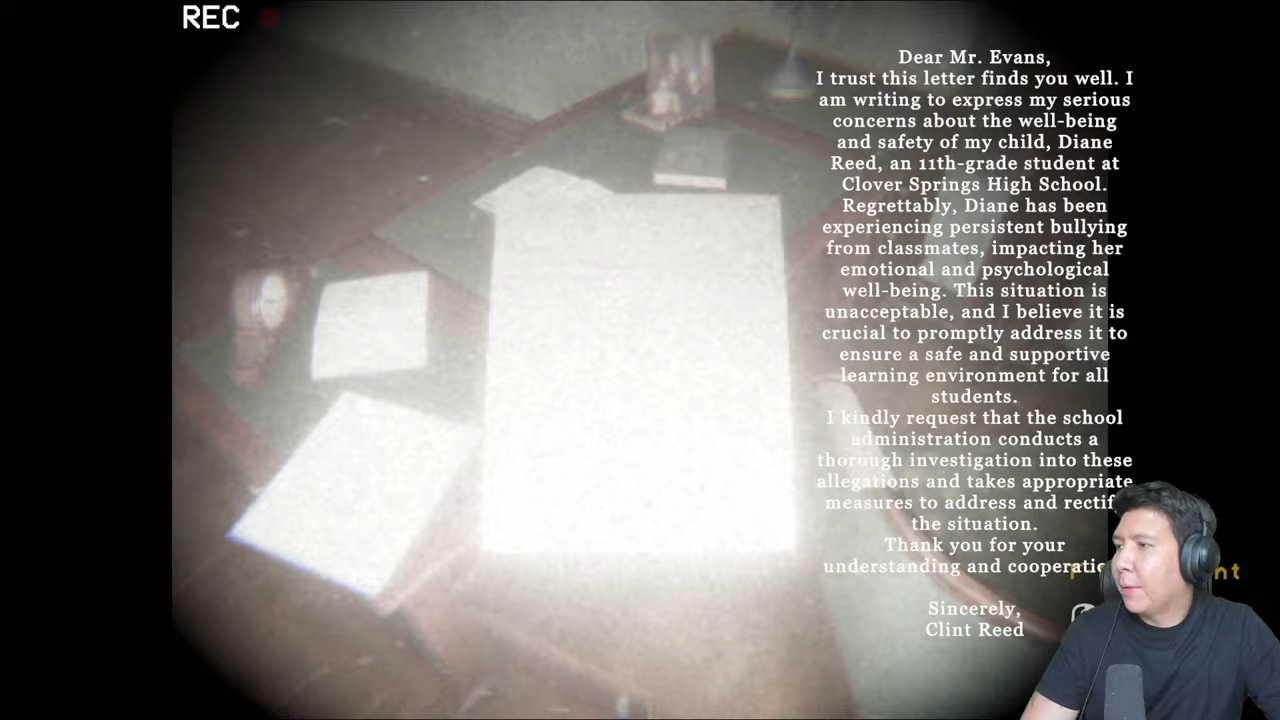 REC
Dear Mr. Evans,
I trust this letter finds you well. I
am writing to express my serious
concerns about the well-being
and safety of my child, Diane
Reed, an 11th-grade student at
Clover Springs High School.
Regrettably, Diane has been
experiencing persistent bullying
from classmates, impacting her
emotional and psychological
well-being. This situation is
unacceptable, and I believe it is
crucial to promptly address it to
ensure a safe and supportive
learning environment for all
students.
I kindly request that the school
administration conducts a
thorough investigation into these
allegations and takes appropriate
measures to address and
the situation.
Thank you for your
understanding and
Sincerely,
Clint Reed